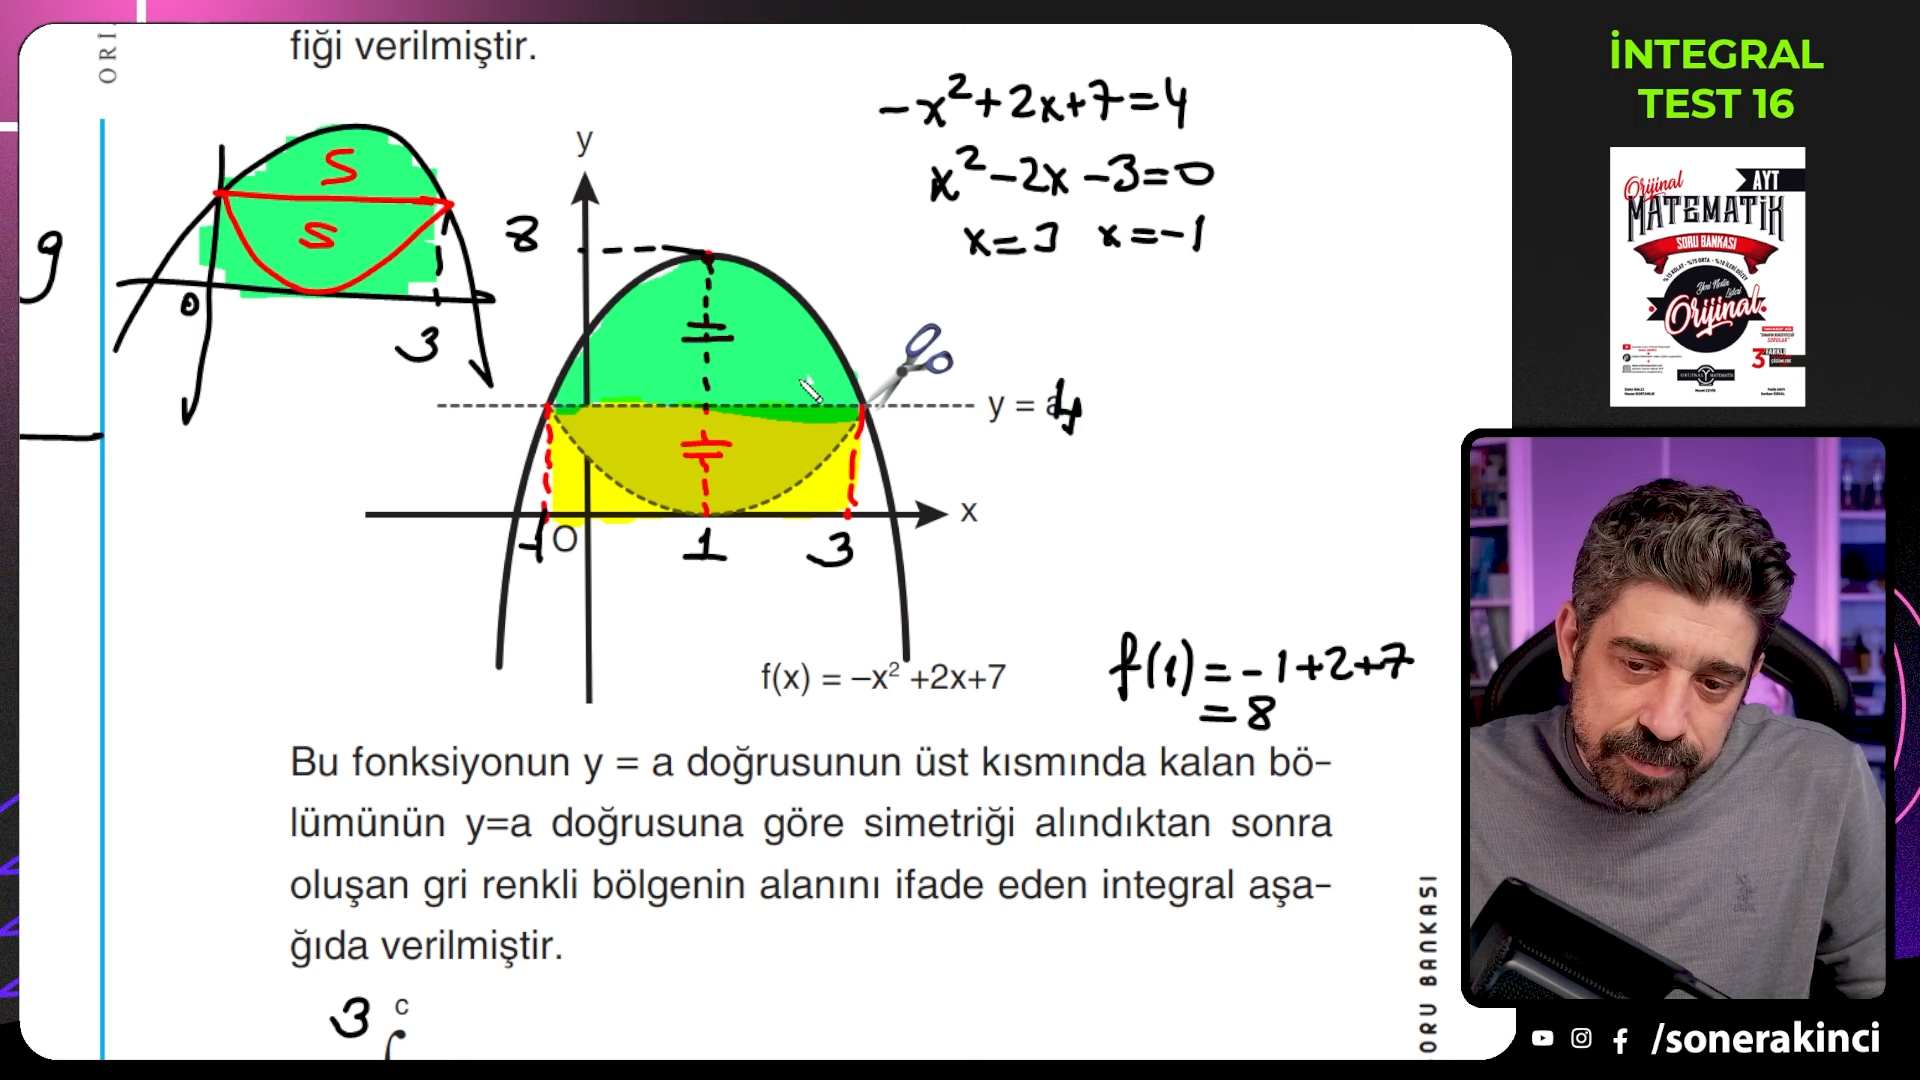 fiği verilmiştir.
ORİ
-x²+2x+7=4
x²-2x-3=0
x=3 x=-1
S
S
0
3
g
y
8
y = 4
x
-1
O
1
3
f(x) = –x² +2x+7
f(1)=-1+2+7
=8
Bu fonksiyonun y = a doğrusunun üst kısmında kalan bö-
lümünün y=a doğrusuna göre simetriği alındıktan sonra
oluşan gri renkli bölgenin alanını ifade eden integral aşa-
ğıda verilmiştir.
3 c
∫
ORU BANKASI
İNTEGRAL
TEST 16
Orijinal
AYT
MATEMATİK
SORU BANKASI
Orijinal
3
FARKLI
/sonerakinci